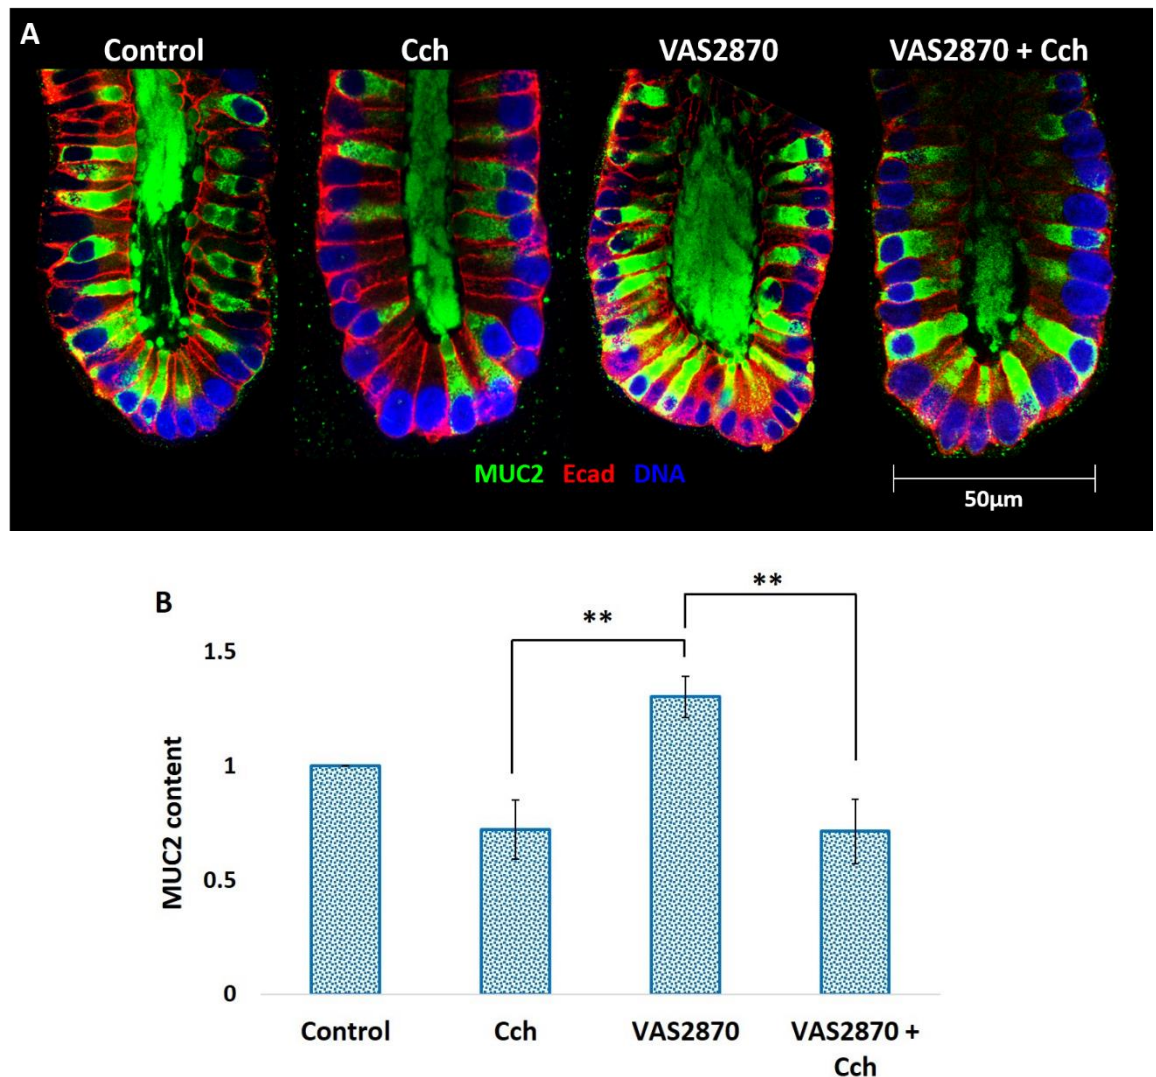 A
Control
Cch
VAS2870
VAS2870 + Cch
MUC2 Ecad DNA
50µm
B
**
**
1.5
1
0.5
0
MUC2 content
Control
Cch
VAS2870
VAS2870 +
Cch